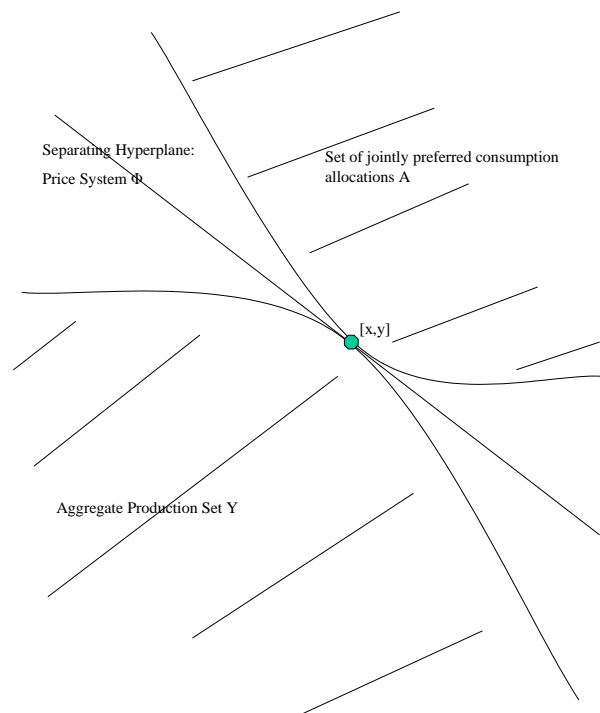 Separating Hyperplane:
Price System Φ
Set of jointly preferred consumption
allocations A
[x,y]
Aggregate Production Set Y